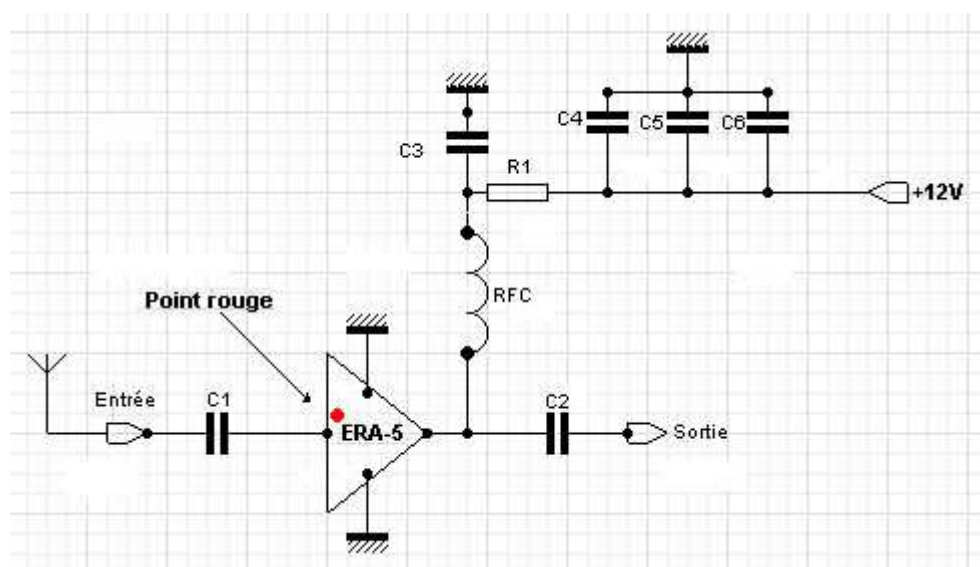 C4
C5
C6
C3
R1
+12V
RFC
Point rouge
Entrée
C1
ERA-5
C2
Sortie